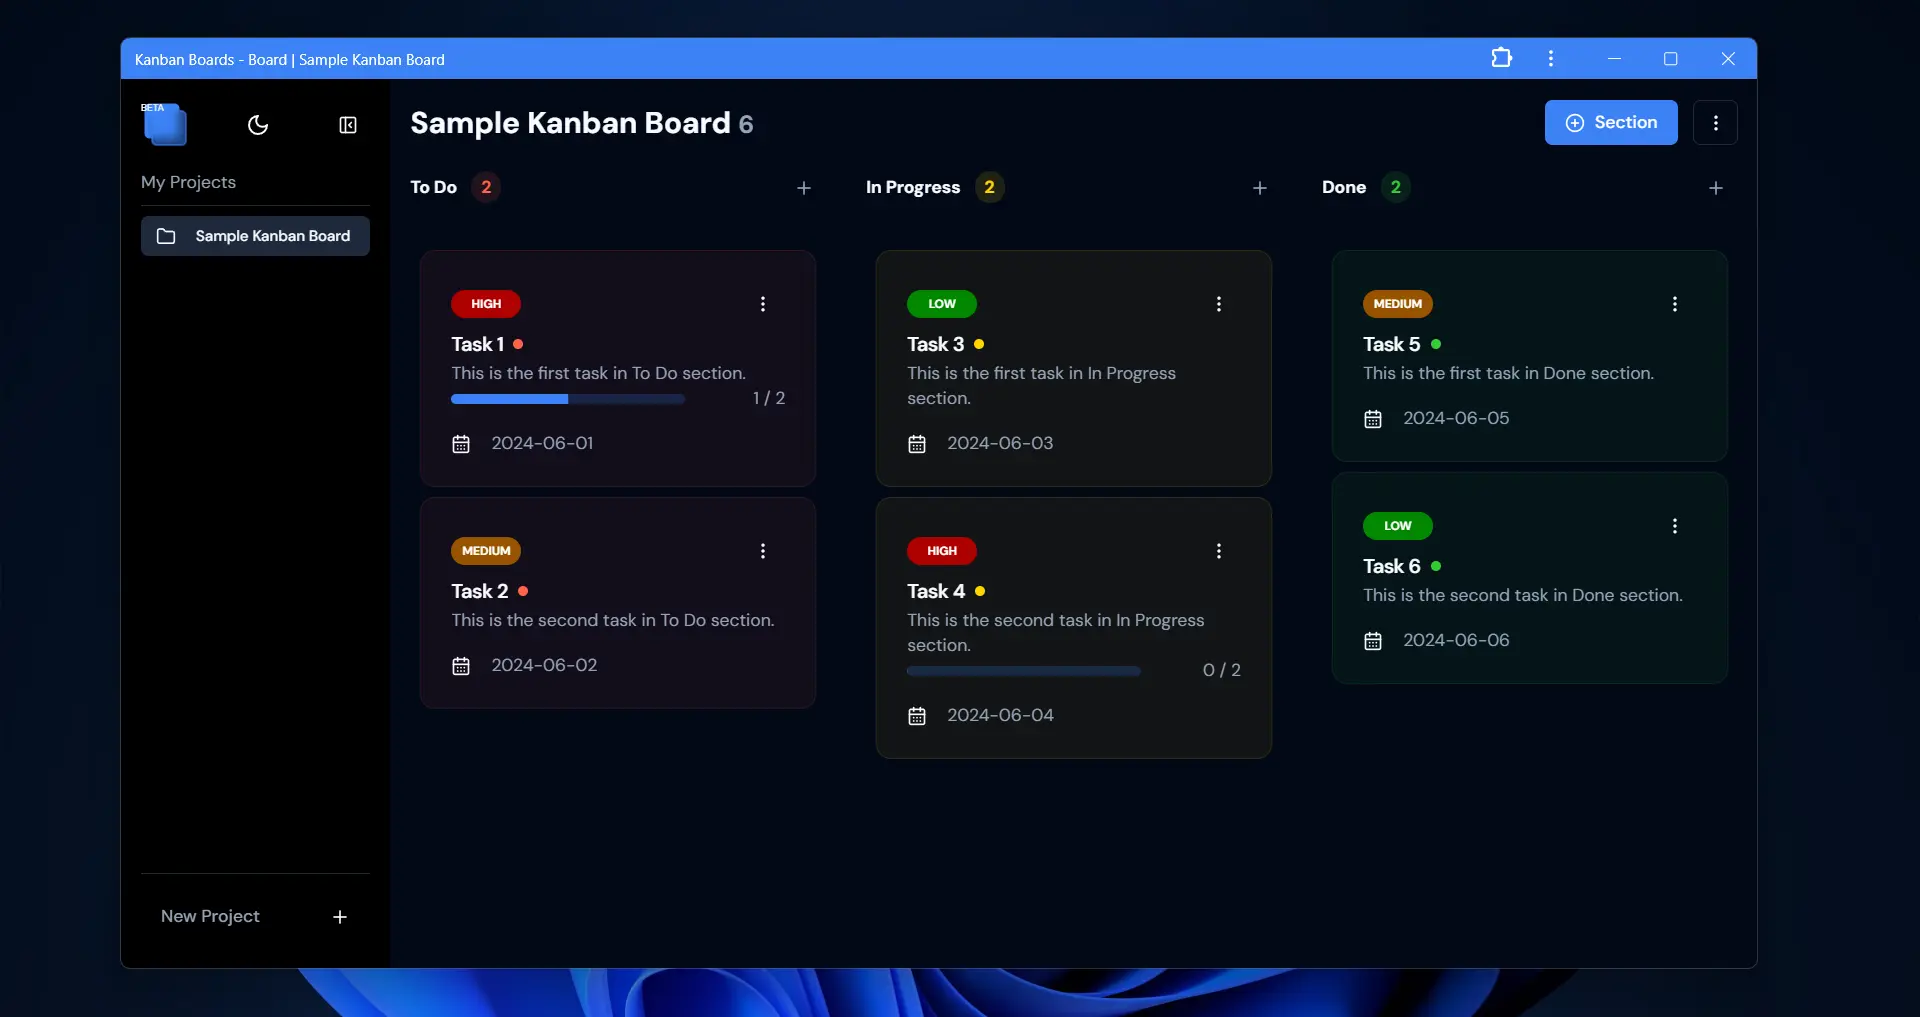 Kanban Boards - Board | Sample Kanban Board
BETA
My Projects
Sample Kanban Board
New Project
Sample Kanban Board 6
Section
To Do 2
HIGH
Task 1
This is the first task in To Do section.
1 / 2
2024-06-01
MEDIUM
Task 2
This is the second task in To Do section.
2024-06-02
In Progress 2
LOW
Task 3
This is the first task in In Progress
section.
2024-06-03
HIGH
Task 4
This is the second task in In Progress
section.
0 / 2
2024-06-04
Done 2
MEDIUM
Task 5
This is the first task in Done section.
2024-06-05
LOW
Task 6
This is the second task in Done section.
2024-06-06